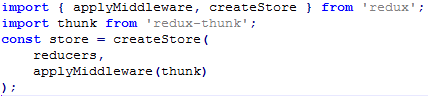 import { applyMiddleware, createStore } from 'redux';
import thunk from 'redux-thunk';
const store = createStore(
    reducers,
    applyMiddleware(thunk)
);